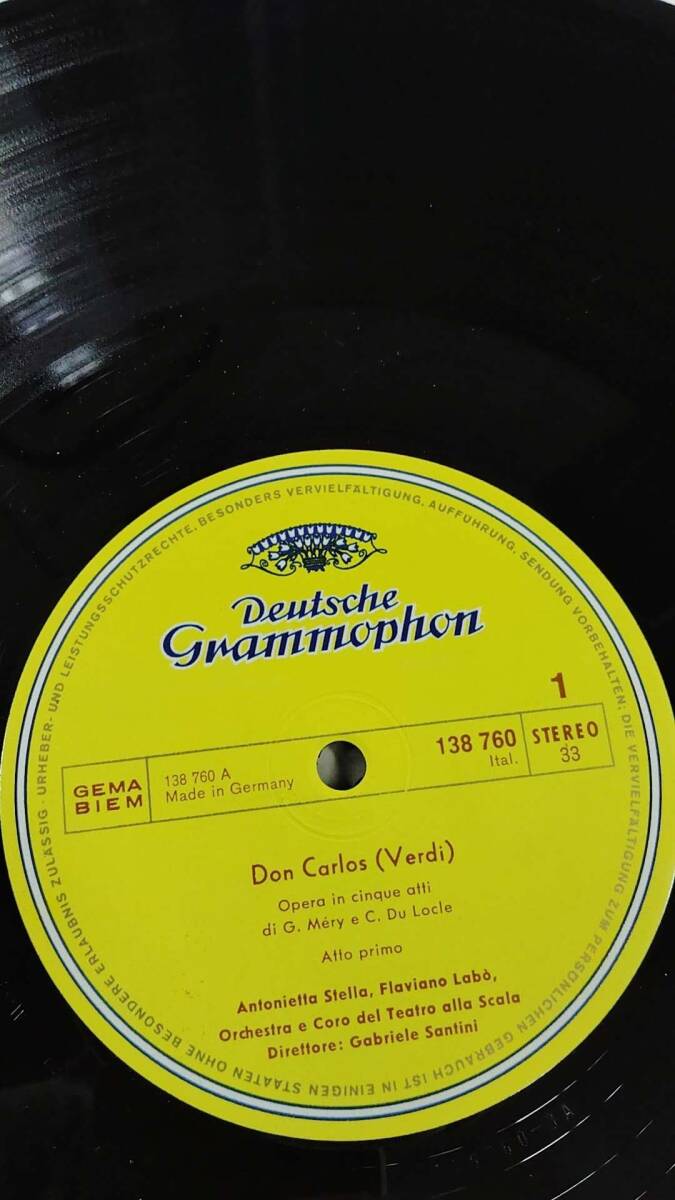 Deutsche
Grammophon
1
GEMA
BIEM
138 760 A
Made in Germany
138 760
Ital.
STEREO
33
Don Carlos (Verdi)
Opera in cinque atti
di G. Méry e C. Du Locle
Atto primo
Antonietta Stella, Flaviano Labò,
Orchestra e Coro del Teatro alla Scala
Direttore: Gabriele Santini
URHEBER- UND LEISTUNGSSCHUTZRECHTE, BESONDERS VERVIELFÄLTIGUNG, AUFFÜHRUNG, SENDUNG VORBEHALTEN; DIE VERVIELFÄLTIGUNG ZUM PERSÖNLICHEN GEBRAUCH IST IN EINIGEN STAATEN OHNE BESONDERE ERLAUBNIS ZULÄSSIG ·